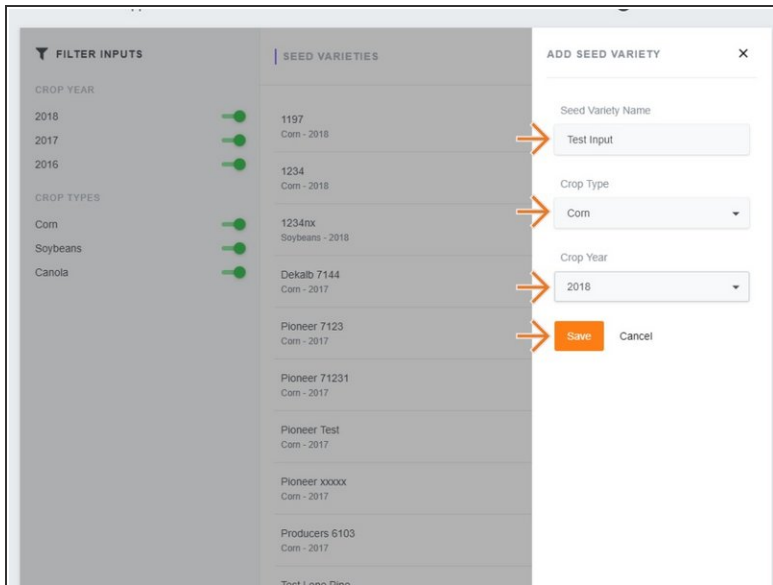 FILTER INPUTS
CROP YEAR
2018
2017
2016
CROP TYPES
Corn
Soybeans
Canola
SEED VARIETIES
1197
Corn - 2018
1234
Corn - 2018
1234nx
Soybeans - 2018
Dekalb 7144
Corn - 2017
Pioneer 7123
Corn - 2017
Pioneer 71231
Corn - 2017
Pioneer Test
Corn - 2017
Pioneer xxxxx
Corn - 2017
Producers 6103
Corn - 2017
Test Lone Pine
ADD SEED VARIETY
Seed Variety Name
Test Input
Crop Type
Corn
Crop Year
2018
Save Cancel